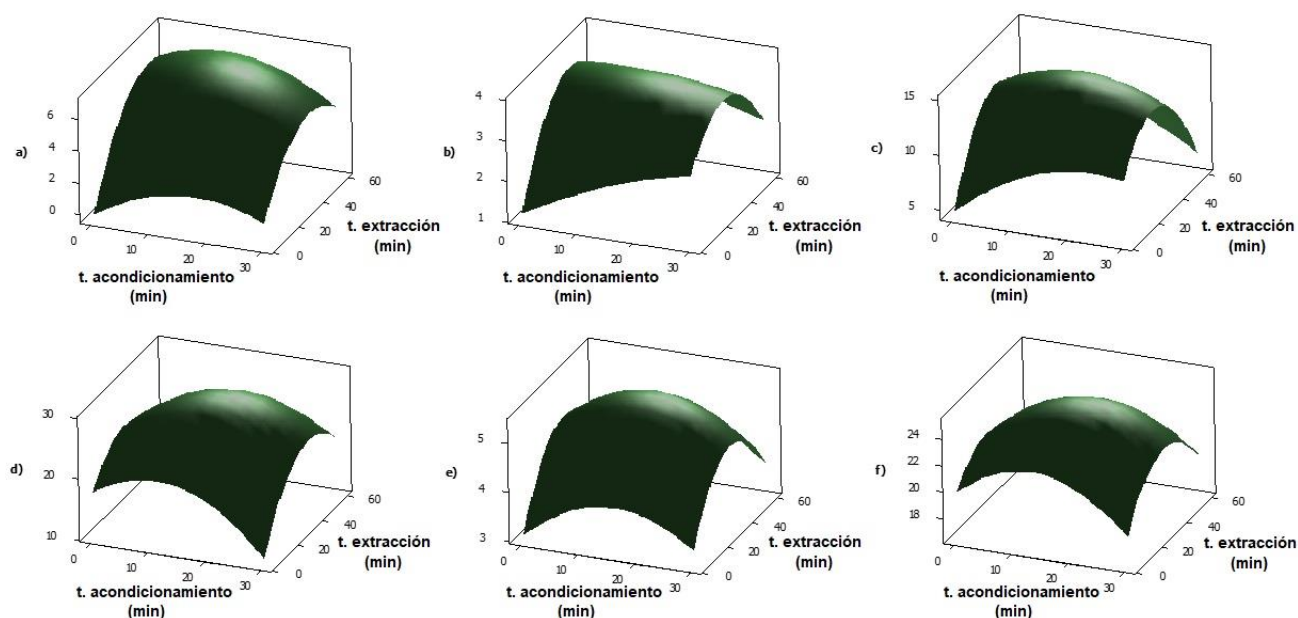 a)
6
4
2
0
0
10
20
30
0
20
40
60
t. acondicionamiento
(min)
t. extracción
(min)
b)
4
3
2
1
0
10
20
30
0
20
40
60
t. acondicionamiento
(min)
t. extracción
(min)
c)
15
10
5
0
10
20
30
0
20
40
60
t. acondicionamiento
(min)
t. extracción
(min)
d)
30
20
10
0
10
20
30
0
20
40
60
t. acondicionamiento
(min)
t. extracción
(min)
e)
5
4
3
0
10
20
30
0
20
40
60
t. acondicionamiento
(min)
t. extracción
(min)
f)
24
22
20
18
0
10
20
30
0
20
40
60
t. acondicionamiento
(min)
t. extracción
(min)